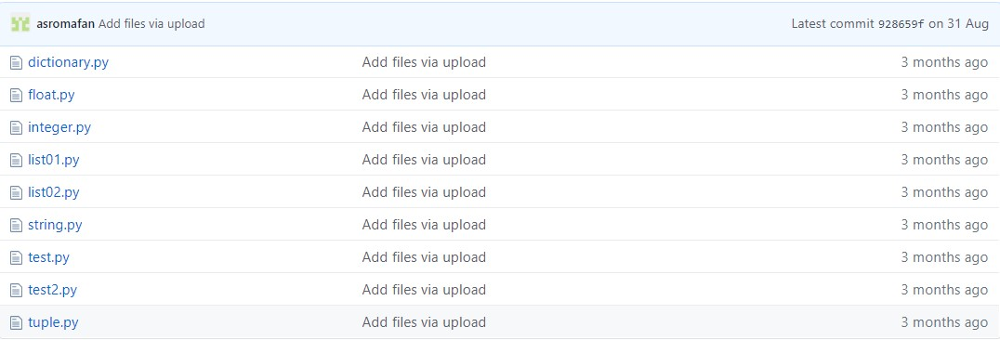 asromafan Add files via upload Latest commit 928659f on 31 Aug
dictionary.py Add files via upload 3 months ago
float.py Add files via upload 3 months ago
integer.py Add files via upload 3 months ago
list01.py Add files via upload 3 months ago
list02.py Add files via upload 3 months ago
string.py Add files via upload 3 months ago
test.py Add files via upload 3 months ago
test2.py Add files via upload 3 months ago
tuple.py Add files via upload 3 months ago